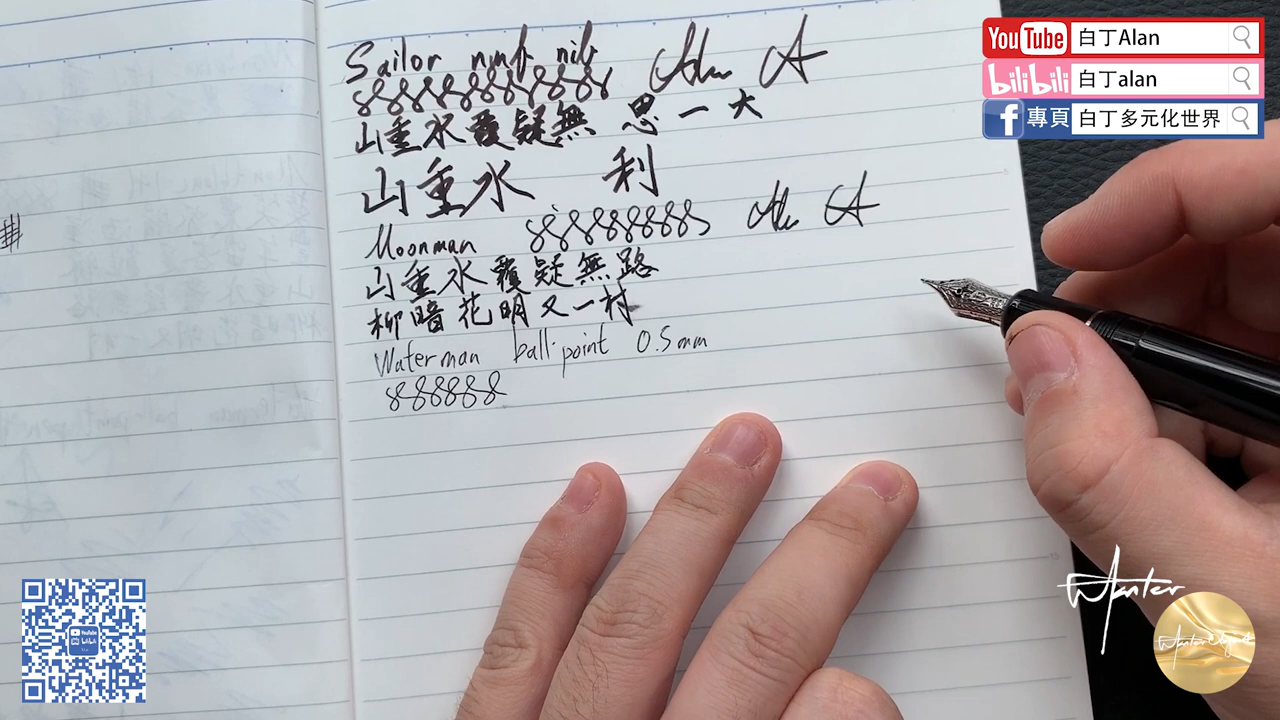 Sailor nmf nib Alan A
888888888
山重水覆疑無 思一大
山重水 利
Moonman 88888888 Alan A
山重水覆疑無路
柳暗花明又一村
Waterman ball point 0.5mm
888888
YouTube 白丁Alan
bilibili 白丁alan
f 專頁 白丁多元化世界